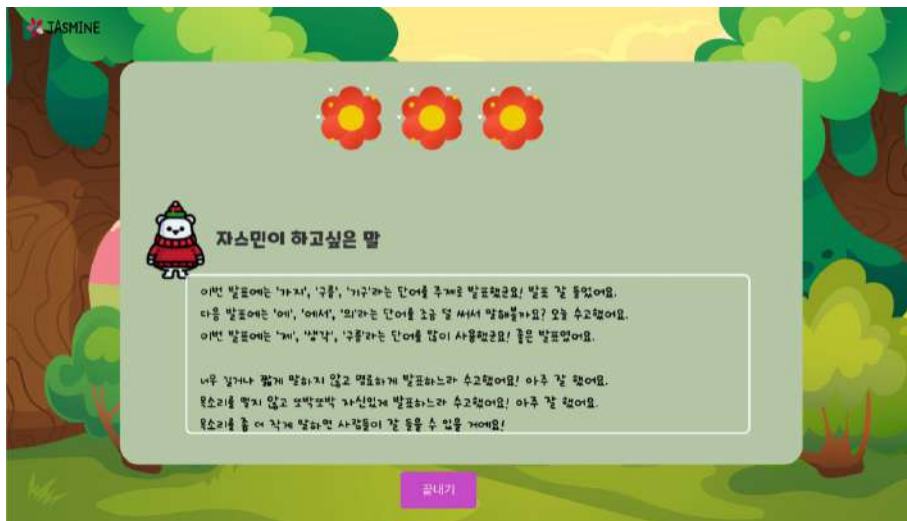 JASMINE
자스민이 하고싶은 말
이번 발표에는 '가지', '구름', '기구'라는 단어를 주제로 발표했군요! 발표 잘 들었어요.
다음 발표에는 '에', '에서', '의'라는 단어를 조금 덜 써서 말해볼까요? 오늘 수고했어요.
이번 발표에는 '제', '생각', '구름'라는 단어를 많이 사용했군요! 좋은 발표였어요.
너무 길거나 짧게 말하지 않고 명료하게 발표하느라 수고했어요! 아주 잘 했어요.
목소리를 떨지 않고 또박또박 자신있게 발표하느라 수고했어요! 아주 잘 했어요.
목소리를 좀 더 작게 말하면 사람들이 잘 들을 수 있을 거예요!
끝내기